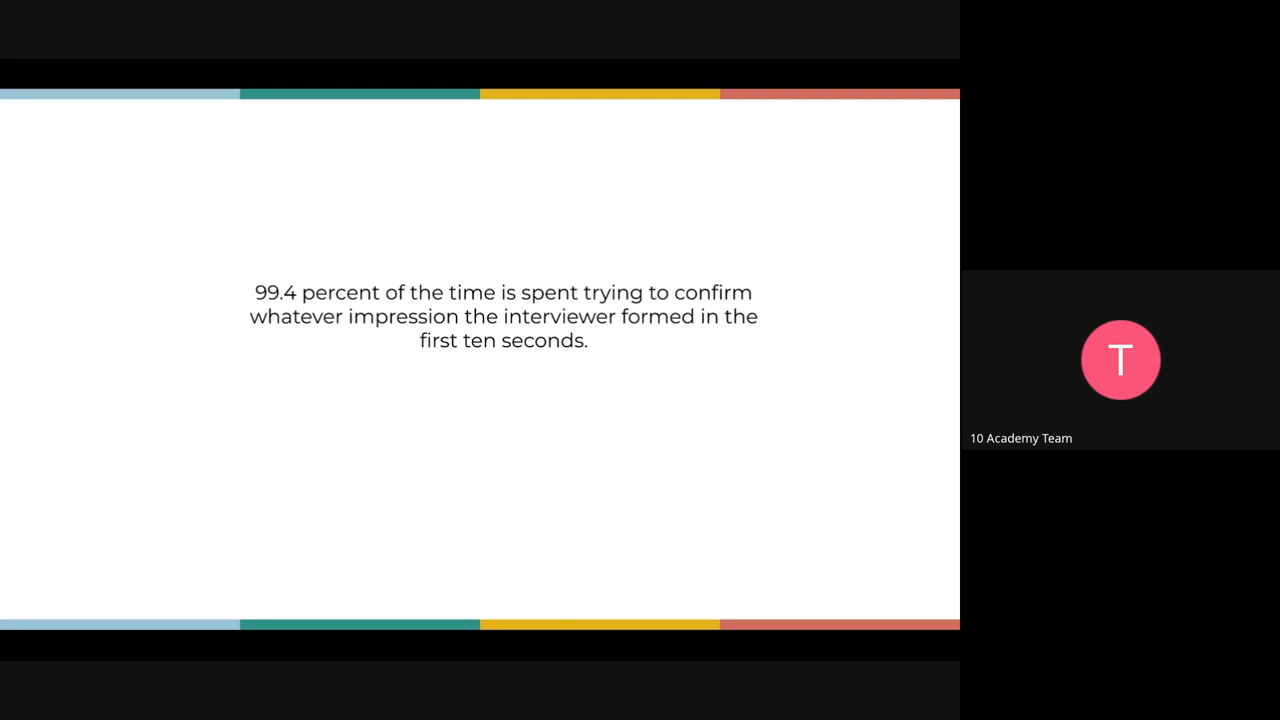 99.4 percent of the time is spent trying to confirm
whatever impression the interviewer formed in the
first ten seconds.
T
10 Academy Team